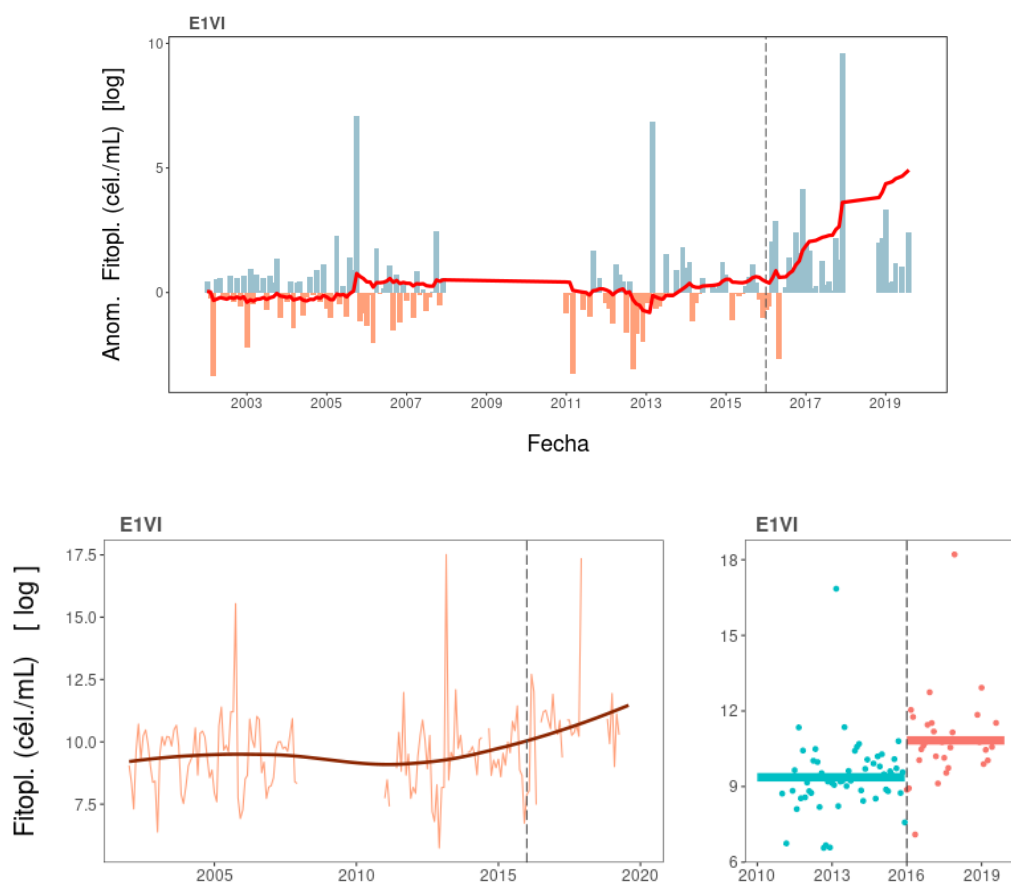 E1VI
Anom. Fitopl. (cél./mL) [log]
10
5
0
2003 2005 2007 2009 2011 2013 2015 2017 2019
Fecha
E1VI
Fitopl. (cél./mL) [ log ]
17.5
15.0
12.5
10.0
7.5
2005 2010 2015 2020
E1VI
18
15
12
9
6
2010 2013 2016 2019